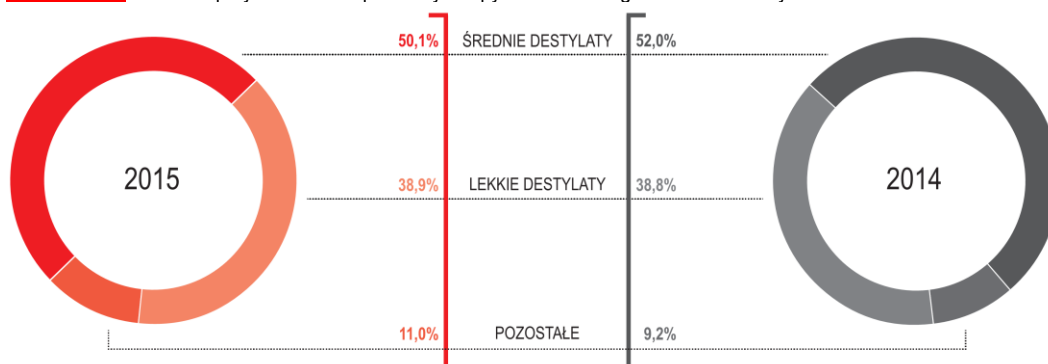 50,1% ŚREDNIE DESTYLATY 52,0%
2015
2014
38,9% LEKKIE DESTYLATY 38,8%
11,0% POZOSTAŁE 9,2%